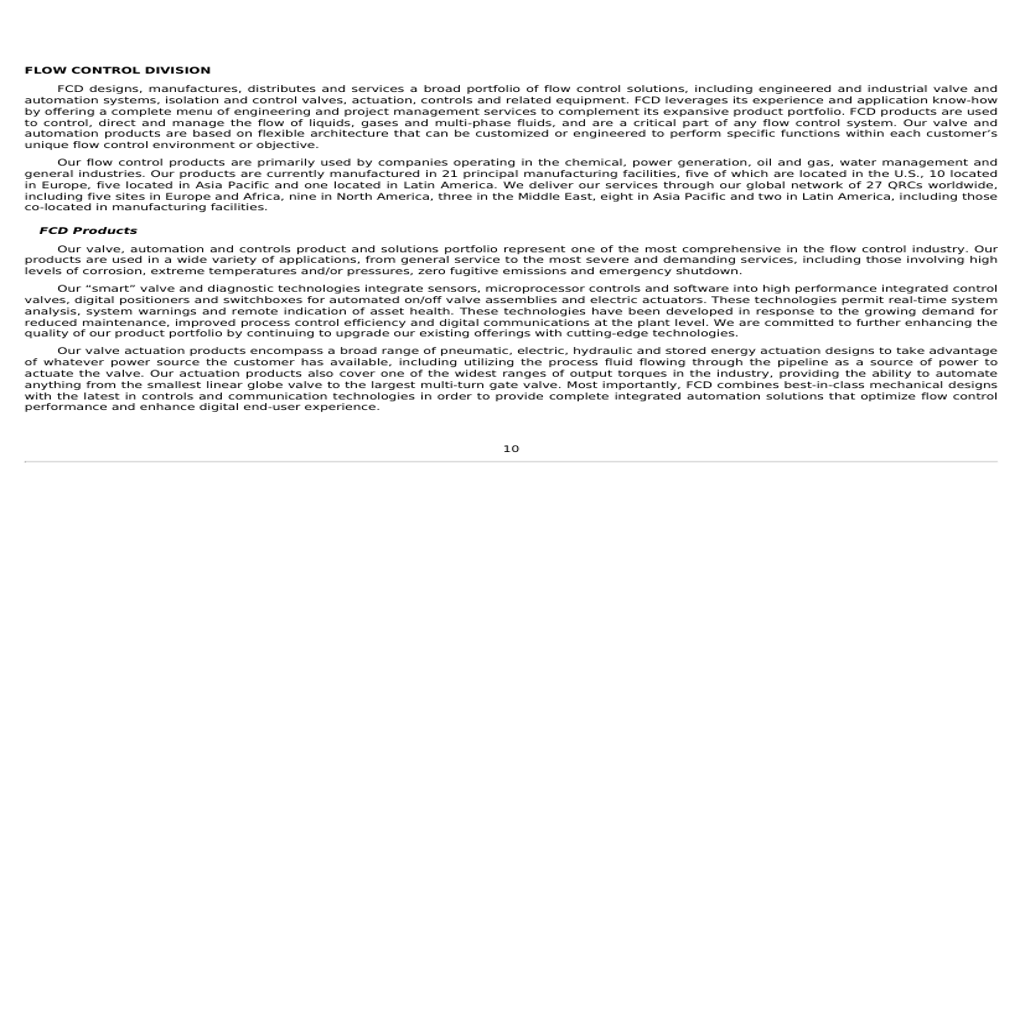 FLOW CONTROL DIVISION
FCD designs, manufactures, distributes and services a broad portfolio of flow control solutions, including engineered and industrial valve and
automation systems, isolation and control valves, actuation, controls and related equipment. FCD leverages its experience and application know-how
by offering a complete menu of engineering and project management services to complement its expansive product portfolio. FCD products are used
to control, direct and manage the flow of liquids, gases and multi-phase fluids, and are a critical part of any flow control system. Our valve and
automation products are based on flexible architecture that can be customized or engineered to perform specific functions within each customer’s
unique flow control environment or objective.
Our flow control products are primarily used by companies operating in the chemical, power generation, oil and gas, water management and
general industries. Our products are currently manufactured in 21 principal manufacturing facilities, five of which are located in the U.S., 10 located
in Europe, five located in Asia Pacific and one located in Latin America. We deliver our services through our global network of 27 QRCs worldwide,
including five sites in Europe and Africa, nine in North America, three in the Middle East, eight in Asia Pacific and two in Latin America, including those
co-located in manufacturing facilities.
FCD Products
Our valve, automation and controls product and solutions portfolio represent one of the most comprehensive in the flow control industry. Our
products are used in a wide variety of applications, from general service to the most severe and demanding services, including those involving high
levels of corrosion, extreme temperatures and/or pressures, zero fugitive emissions and emergency shutdown.
Our “smart” valve and diagnostic technologies integrate sensors, microprocessor controls and software into high performance integrated control
valves, digital positioners and switchboxes for automated on/off valve assemblies and electric actuators. These technologies permit real-time system
analysis, system warnings and remote indication of asset health. These technologies have been developed in response to the growing demand for
reduced maintenance, improved process control efficiency and digital communications at the plant level. We are committed to further enhancing the
quality of our product portfolio by continuing to upgrade our existing offerings with cutting-edge technologies.
Our valve actuation products encompass a broad range of pneumatic, electric, hydraulic and stored energy actuation designs to take advantage
of whatever power source the customer has available, including utilizing the process fluid flowing through the pipeline as a source of power to
actuate the valve. Our actuation products also cover one of the widest ranges of output torques in the industry, providing the ability to automate
anything from the smallest linear globe valve to the largest multi-turn gate valve. Most importantly, FCD combines best-in-class mechanical designs
with the latest in controls and communication technologies in order to provide complete integrated automation solutions that optimize flow control
performance and enhance digital end-user experience.
10